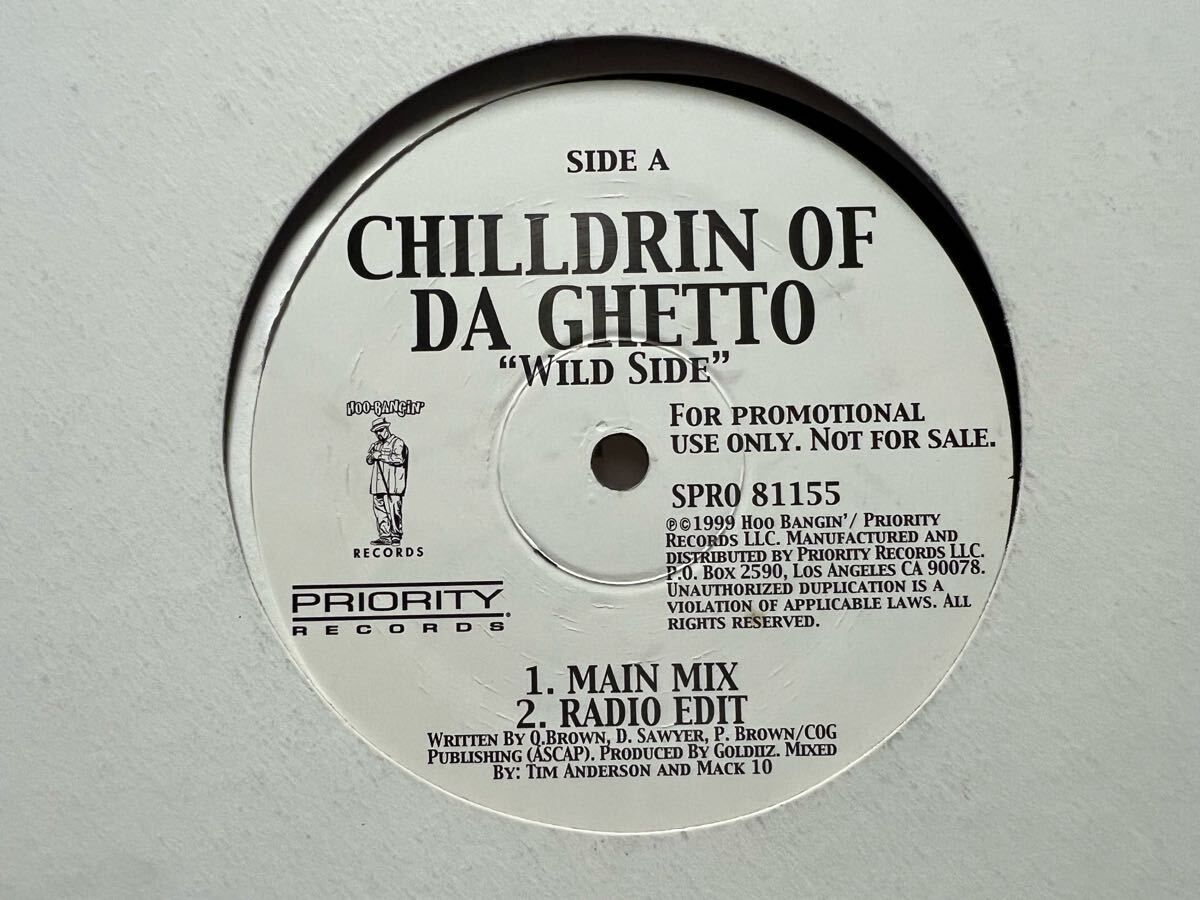 SIDE A
CHILLDRIN OF
DA GHETTO
“WILD SIDE”
HOO-BANGIN'
RECORDS
PRIORITY
RECORDS
FOR PROMOTIONAL
USE ONLY. NOT FOR SALE.
SPRO 81155
℗©1999 HOO BANGIN'/ PRIORITY
RECORDS LLC. MANUFACTURED AND
DISTRIBUTED BY PRIORITY RECORDS LLC.
P.O. BOX 2590, LOS ANGELES CA 90078.
UNAUTHORIZED DUPLICATION IS A
VIOLATION OF APPLICABLE LAWS. ALL
RIGHTS RESERVED.
1. MAIN MIX
2. RADIO EDIT
WRITTEN BY Q.BROWN, D. SAWYER, P. BROWN/COG
PUBLISHING (ASCAP). PRODUCED BY GOLDIIZ. MIXED
BY: TIM ANDERSON AND MACK 10